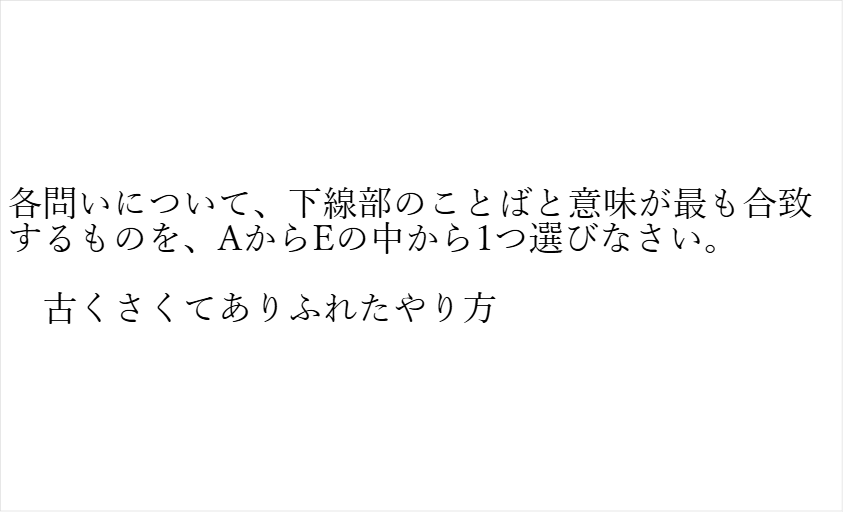 各問いについて、下線部のことばと意味が最も合致
するものを、AからEの中から1つ選びなさい。
古くさくてありふれたやり方